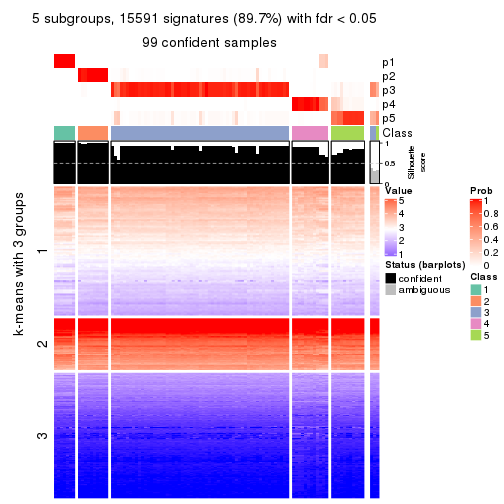 5 subgroups, 15591 signatures (89.7%) with fdr < 0.05
99 confident samples
p1
p2
p3
p4
p5
Class
1
0.5
0
Silhouette
score
k-means with 3 groups
1
2
3
Value
5
4
3
2
1
Status (barplots)
confident
ambiguous
Prob
1
0.8
0.6
0.4
0.2
0
Class
1
2
3
4
5